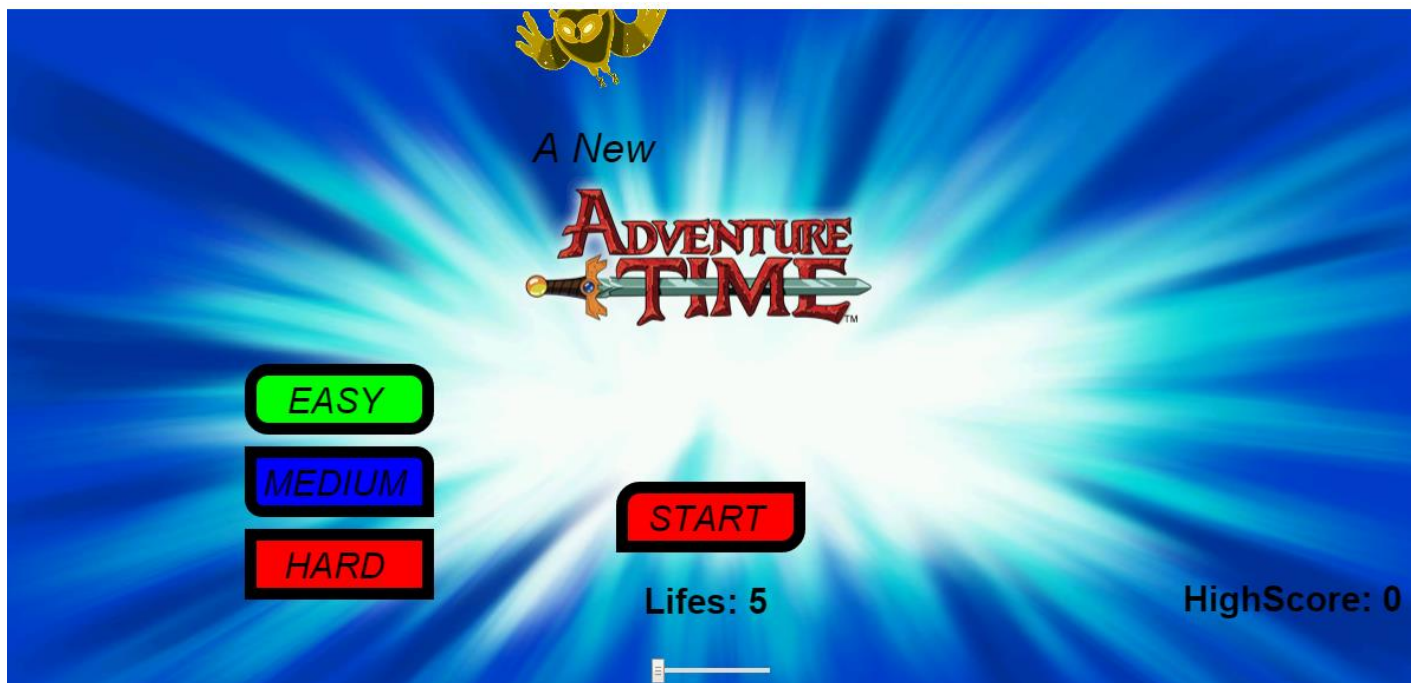 A New
ADVENTURE
TIME
TM
EASY
MEDIUM
HARD
START
Lifes: 5
HighScore: 0